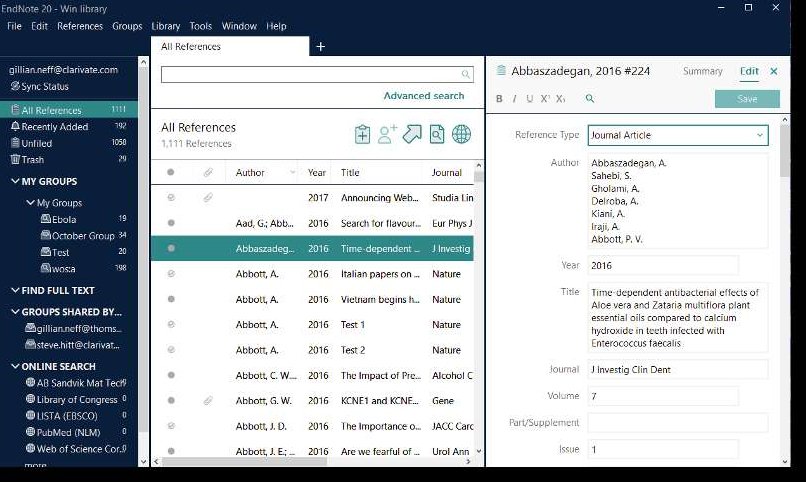 EndNote 20 - Win library
File Edit References Groups Library Tools Window Help
All References +
gillian.neff@clarivate.com
Sync Status
All References 1111
Recently Added 192
Unfiled 1058
Trash 29
MY GROUPS
My Groups
Ebola 19
October Group 34
Test 20
wos:a 198
FIND FULL TEXT
GROUPS SHARED BY...
gillian.neff@thoms...
steve.hitt@clarivat...
ONLINE SEARCH
AB Sandvik Mat Tech 0
Library of Congress 0
LISTA (EBSCO) 0
PubMed (NLM) 0
Web of Science Cor... 0
more...
Advanced search
All References
1,111 References
Author Year Title Journal
2017 Announcing Web... Studia Lin
Aad, G.; Abb... 2016 Search for flavour... Eur Phys J
Abbaszadeg... 2016 Time-dependent ... J Investig
Abbott, A. 2016 Italian papers on ... Nature
Abbott, A. 2016 Vietnam begins h... Nature
Abbott, A. 2016 Test 1 Nature
Abbott, A. 2016 Test 2 Nature
Abbott, C. W.... 2016 The Impact of Pre... Alcohol C
Abbott, G. W. 2016 KCNE1 and KCNE... Gene
Abbott, J. D. 2016 The Importance o... JACC Card
Abbott, J. E.; ... 2016 Are we fearful of ... Urol Ann
Abbaszadegan, 2016 #224 Summary Edit
B I U X¹ X₁ Save
Reference Type Journal Article
Author Abbaszadegan, A.
Sahebi, S.
Gholami, A.
Delroba, A.
Kiani, A.
Iraji, A.
Abbott, P. V.
Year 2016
Title Time-dependent antibacterial effects of
Aloe vera and Zataria multiflora plant
essential oils compared to calcium
hydroxide in teeth infected with
Enterococcus faecalis
Journal J Investig Clin Dent
Volume 7
Part/Supplement
Issue 1